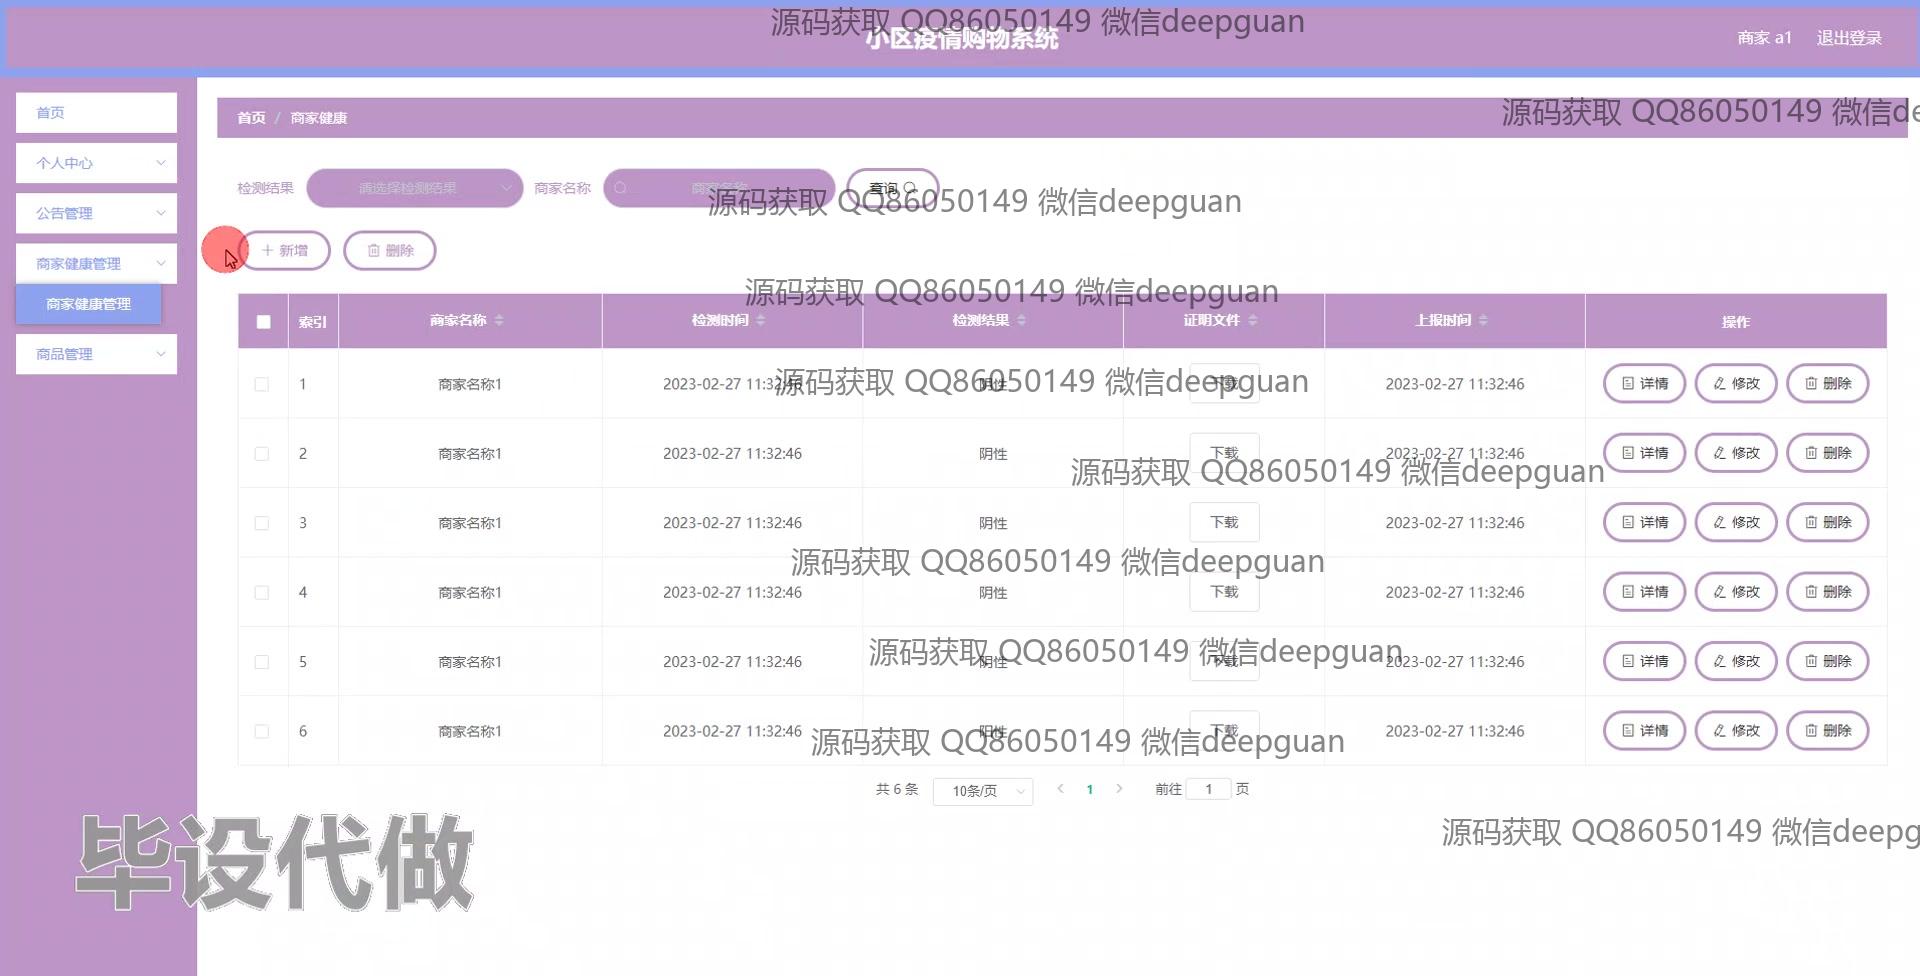 源码获取 QQ86050149 微信deepguan
小区疫情购物系统
商家 a1 退出登录
首页
个人中心
公告管理
商家健康管理
商家健康管理
商品管理
首页 / 商家健康
源码获取 QQ86050149 微信de
检测结果 请选择检测结果 商家名称 商家名称 查询
源码获取 QQ86050149 微信deepguan
新增 删除
源码获取 QQ86050149 微信deepguan
索引 商家名称 检测时间 检测结果 证明文件 上报时间 操作
1 商家名称1 2023-02-27 11:32:46 阴性 下载 2023-02-27 11:32:46 详情 修改 删除
源码获取 QQ86050149 微信deepguan
2 商家名称1 2023-02-27 11:32:46 阴性 下载 2023-02-27 11:32:46 详情 修改 删除
源码获取 QQ86050149 微信deepguan
3 商家名称1 2023-02-27 11:32:46 阴性 下载 2023-02-27 11:32:46 详情 修改 删除
源码获取 QQ86050149 微信deepguan
4 商家名称1 2023-02-27 11:32:46 阴性 下载 2023-02-27 11:32:46 详情 修改 删除
源码获取 QQ86050149 微信deepguan
5 商家名称1 2023-02-27 11:32:46 阴性 下载 2023-02-27 11:32:46 详情 修改 删除
6 商家名称1 2023-02-27 11:32:46 阳性 下载 2023-02-27 11:32:46 详情 修改 删除
源码获取 QQ86050149 微信deepguan
共 6 条 10条/页 1 前往 1 页
源码获取 QQ86050149 微信deepg
毕设代做